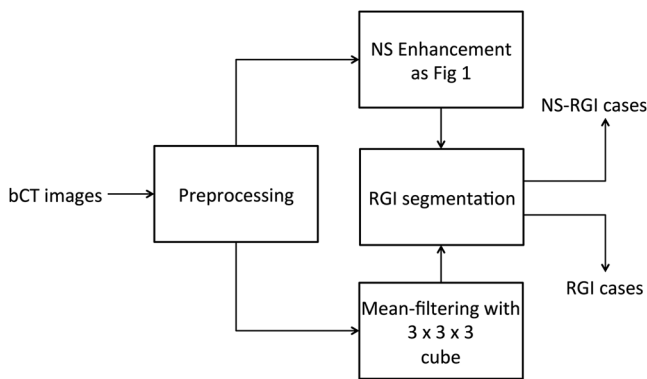 NS Enhancement
as Fig 1
NS-RGI cases
bCT images
Preprocessing
RGI segmentation
RGI cases
Mean-filtering with
3 x 3 x 3
cube